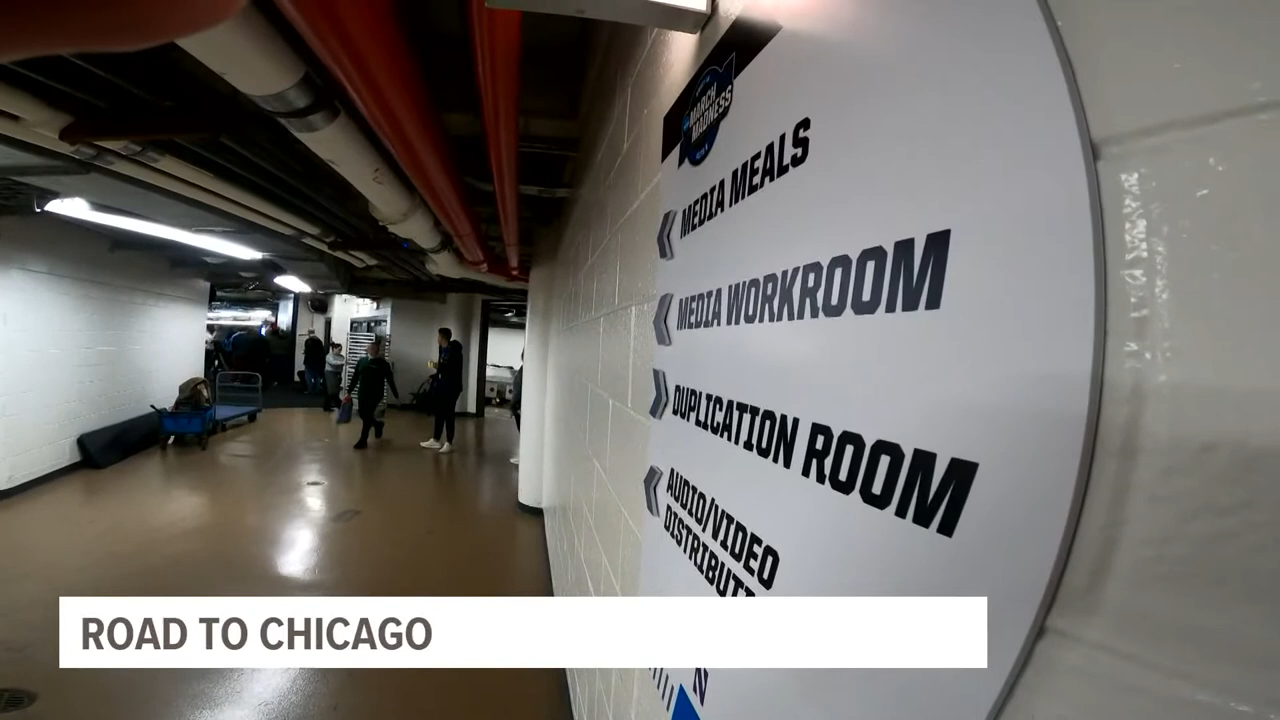 MARCH
MADNESS
MEDIA MEALS
MEDIA WORKROOM
DUPLICATION ROOM
AUDIO/VIDEO
ROAD TO CHICAGO